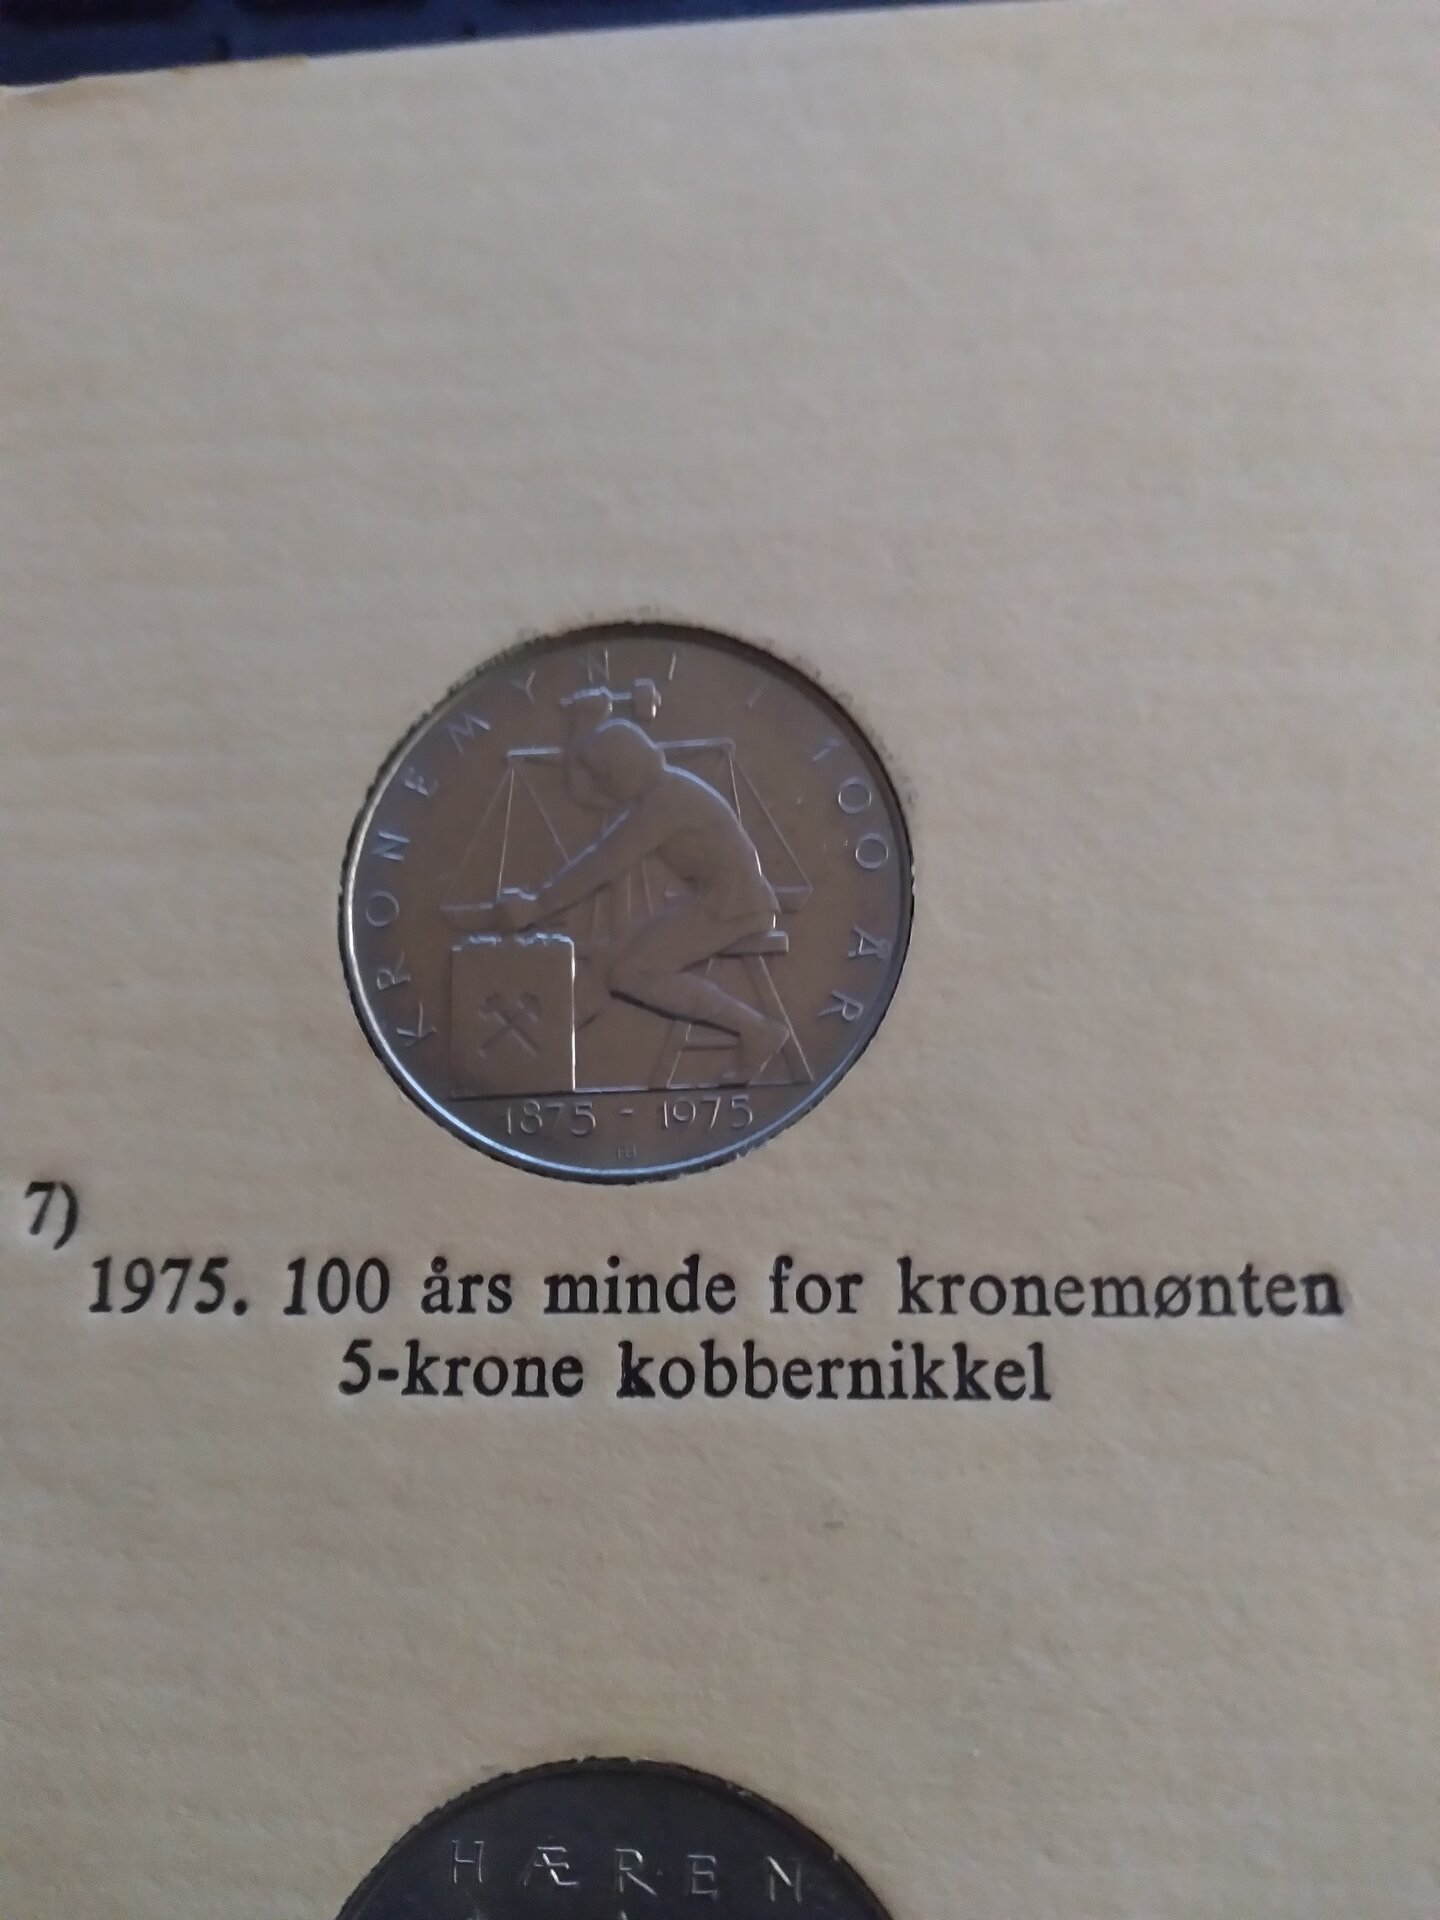 KRONEMYNT I 100 ÅR
1875 - 1975
7)
1975. 100 års minde for kronemønten
5-krone kobbernikkel
HÆREN